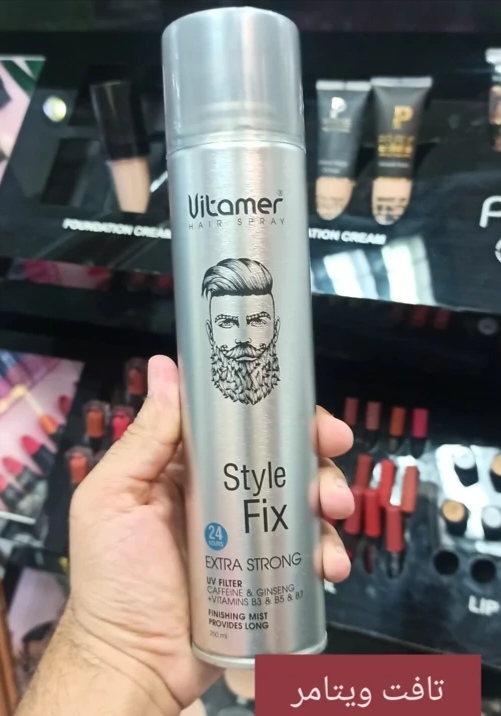 Vitamer®
HAIR SPRAY
FOUNDATION CREAM
ATION CREAM
Style
Fix
24
HOURS
EXTRA STRONG
UV FILTER
CAFFEINE & GINSENG
+VITAMINS B3 & B5 & B7
FINISHING MIST
PROVIDES LONG
250 ml
LIP
تافت ویتامر